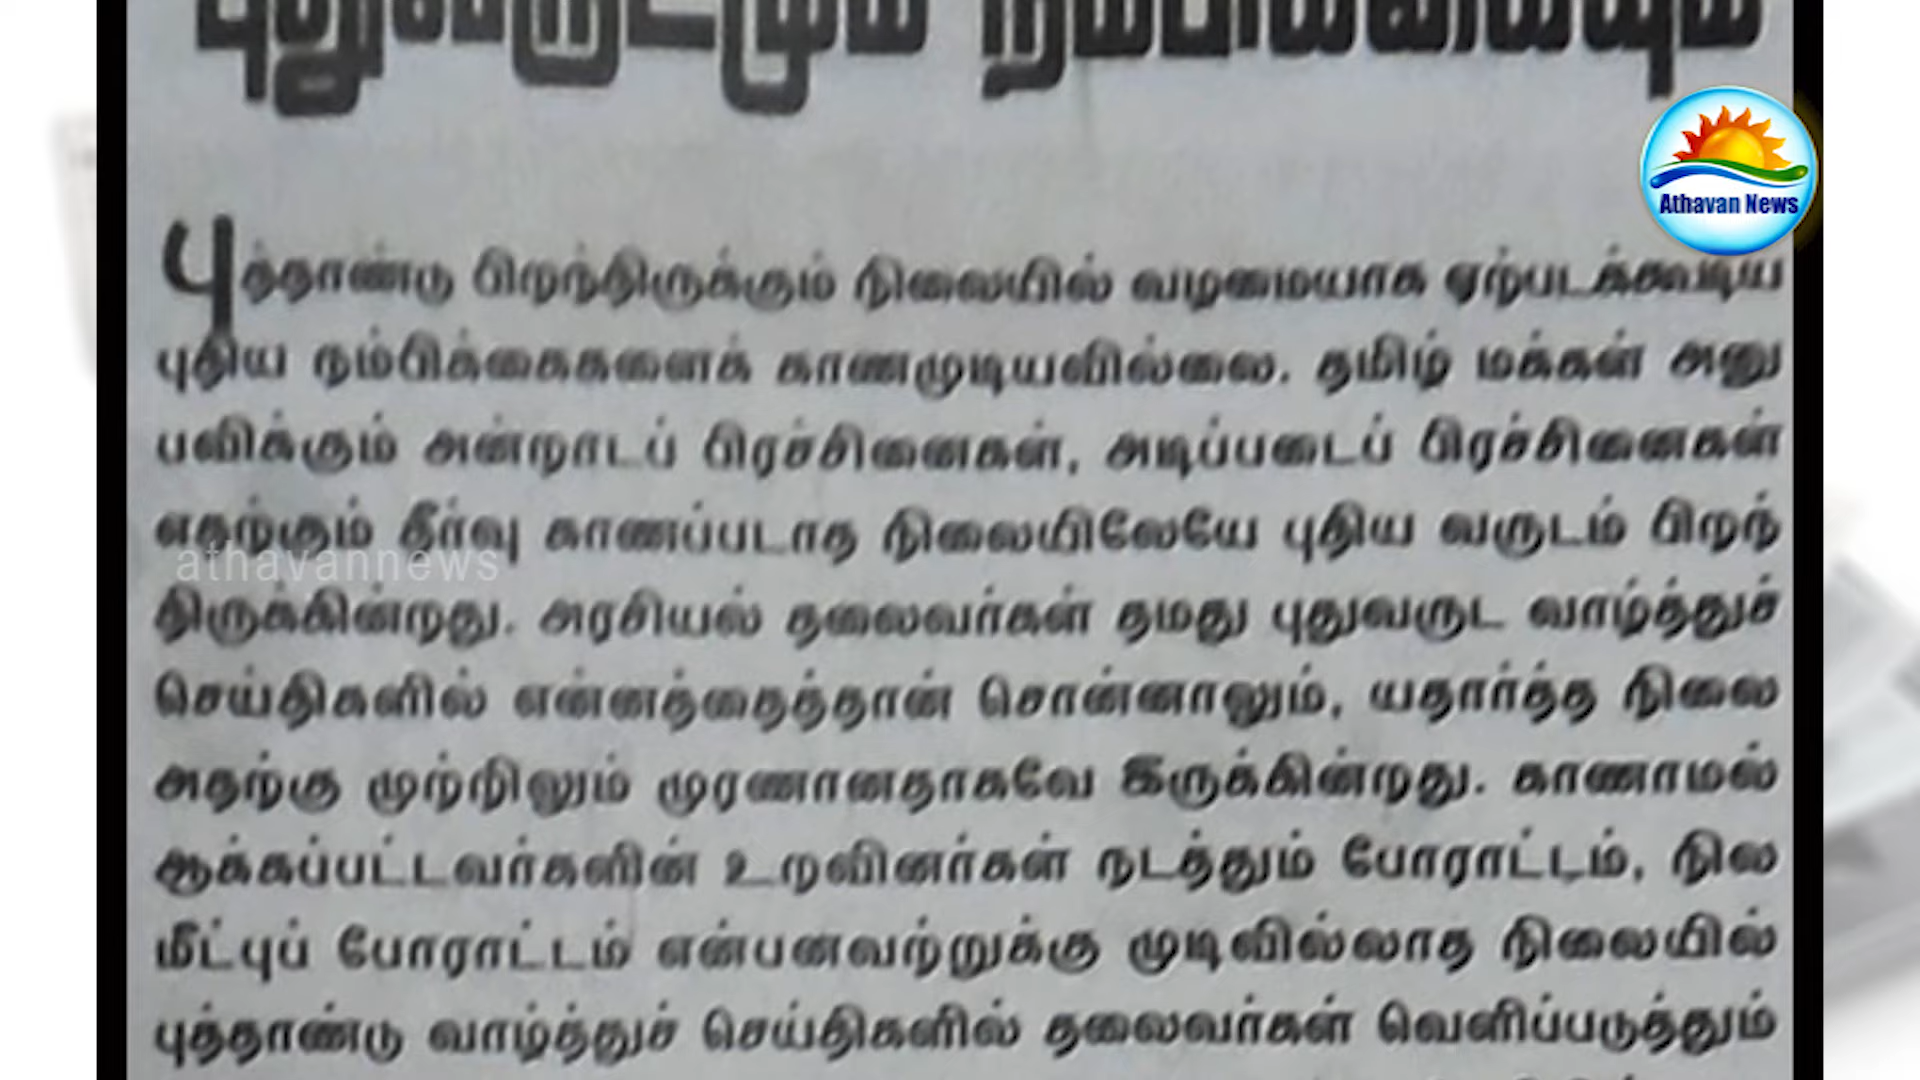 புதுவருடமும் நம்பிக்கையும்
Athavan News
புத்தாண்டு பிறந்திருக்கும் நிலையில் வழமையாக ஏற்படக்கூடிய
புதிய நம்பிக்கைகளைக் காணமுடியவில்லை. தமிழ் மக்கள் அனு
பவிக்கும் அன்றாடப் பிரச்சினைகள், அடிப்படைப் பிரச்சினைகள்
எதற்கும் தீர்வு காணப்படாத நிலையிலேயே புதிய வருடம் பிறந்
athavannews
திருக்கின்றது. அரசியல் தலைவர்கள் தமது புதுவருட வாழ்த்துச்
செய்திகளில் என்னத்தைத்தான் சொன்னாலும், யதார்த்த நிலை
அதற்கு முற்றிலும் முரணானதாகவே இருக்கின்றது. காணாமல்
ஆக்கப்பட்டவர்களின் உறவினர்கள் நடத்தும் போராட்டம், நில
மீட்புப் போராட்டம் என்பனவற்றுக்கு முடிவில்லாத நிலையில்
புத்தாண்டு வாழ்த்துச் செய்திகளில் தலைவர்கள் வெளிப்படுத்தும்